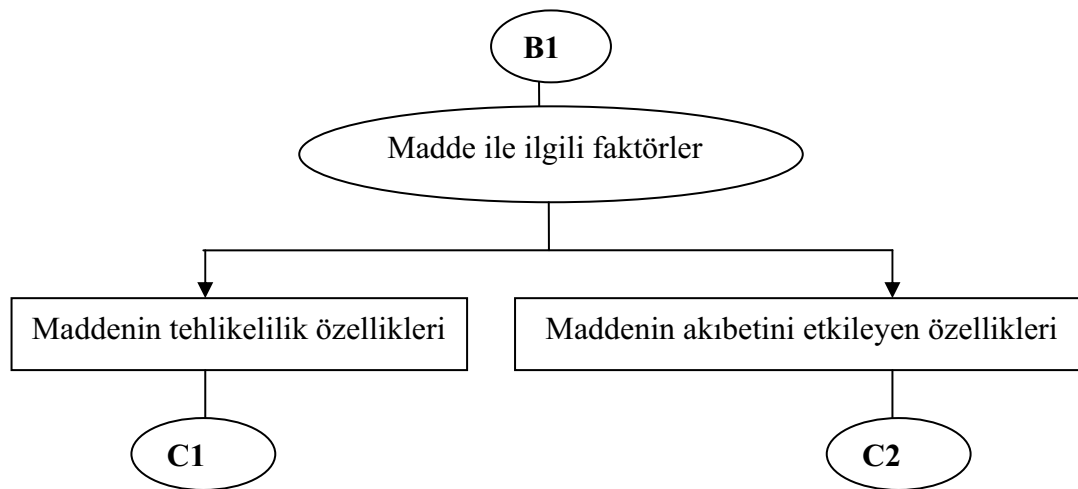 B1
Madde ile ilgili faktörler
Maddenin tehlikelilik özellikleri
Maddenin akıbetini etkileyen özellikleri
C1
C2